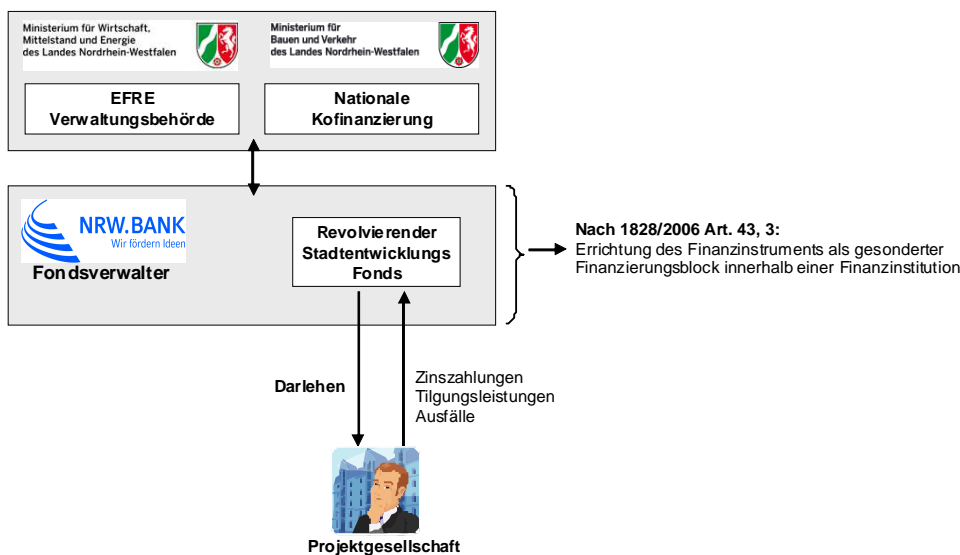 Ministerium für Wirtschaft,
Mittelstand und Energie
des Landes Nordrhein-Westfalen
Ministerium für
Bauen und Verkehr
des Landes Nordrhein-Westfalen
EFRE
Verwaltungsbehörde
Nationale
Kofinanzierung
NRW.BANK
Wir fördern Ideen
Fondsverwalter
Revolvierender
Stadtentwicklungs
Fonds
Nach 1828/2006 Art. 43, 3:
Errichtung des Finanzinstruments als gesonderter
Finanzierungsblock innerhalb einer Finanzinstitution
Darlehen
Zinszahlungen
Tilgungsleistungen
Ausfälle
Projektgesellschaft